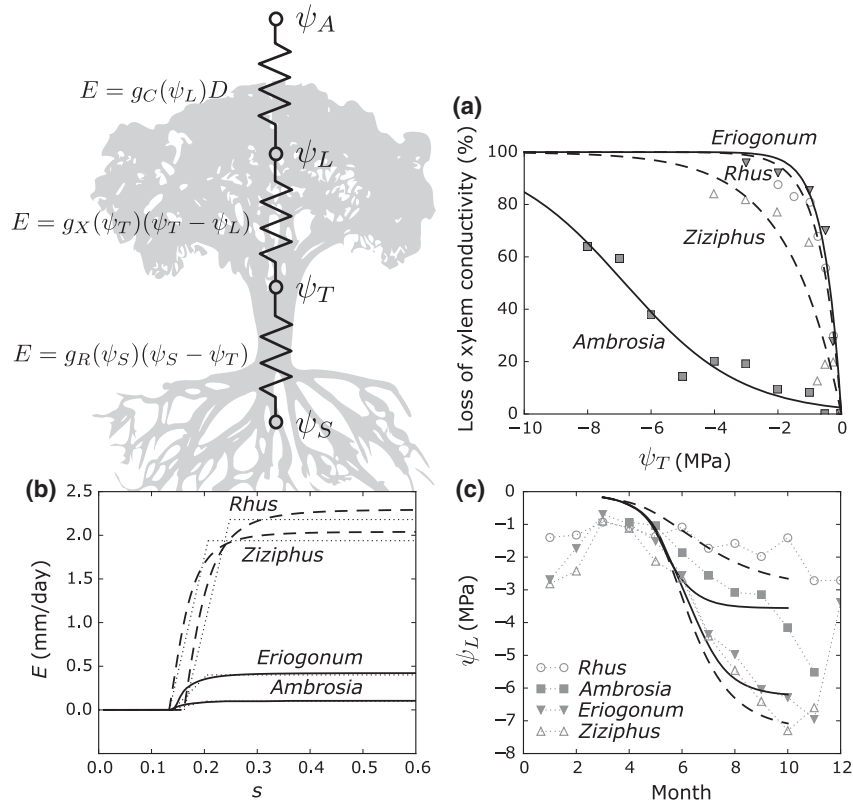 ψ_A
E = g_C(ψ_L)D
ψ_L
E = g_X(ψ_T)(ψ_T − ψ_L)
ψ_T
E = g_R(ψ_S)(ψ_S − ψ_T)
ψ_S
(a)
Loss of xylem conductivity (%)
100
80
60
40
20
0
Eriogonum
Rhus
Ziziphus
Ambrosia
−10 −8 −6 −4 −2 0
ψ_T (MPa)
(b)
E (mm/day)
2.5
2.0
1.5
1.0
0.5
0.0
Rhus
Ziziphus
Eriogonum
Ambrosia
0.0 0.1 0.2 0.3 0.4 0.5 0.6
s
(c)
ψ_L (MPa)
0
−1
−2
−3
−4
−5
−6
−7
−8
Rhus
Ambrosia
Eriogonum
Ziziphus
0 2 4 6 8 10 12
Month